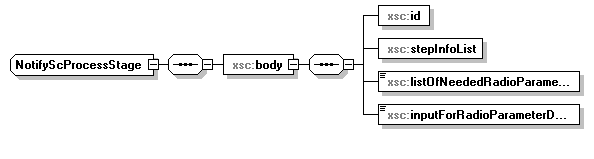 xsc:id
NotifyScProcessStage
xsc:body
xsc:stepInfoList
xsc:listOfNeededRadioParame...
xsc:inputForRadioParameterD...